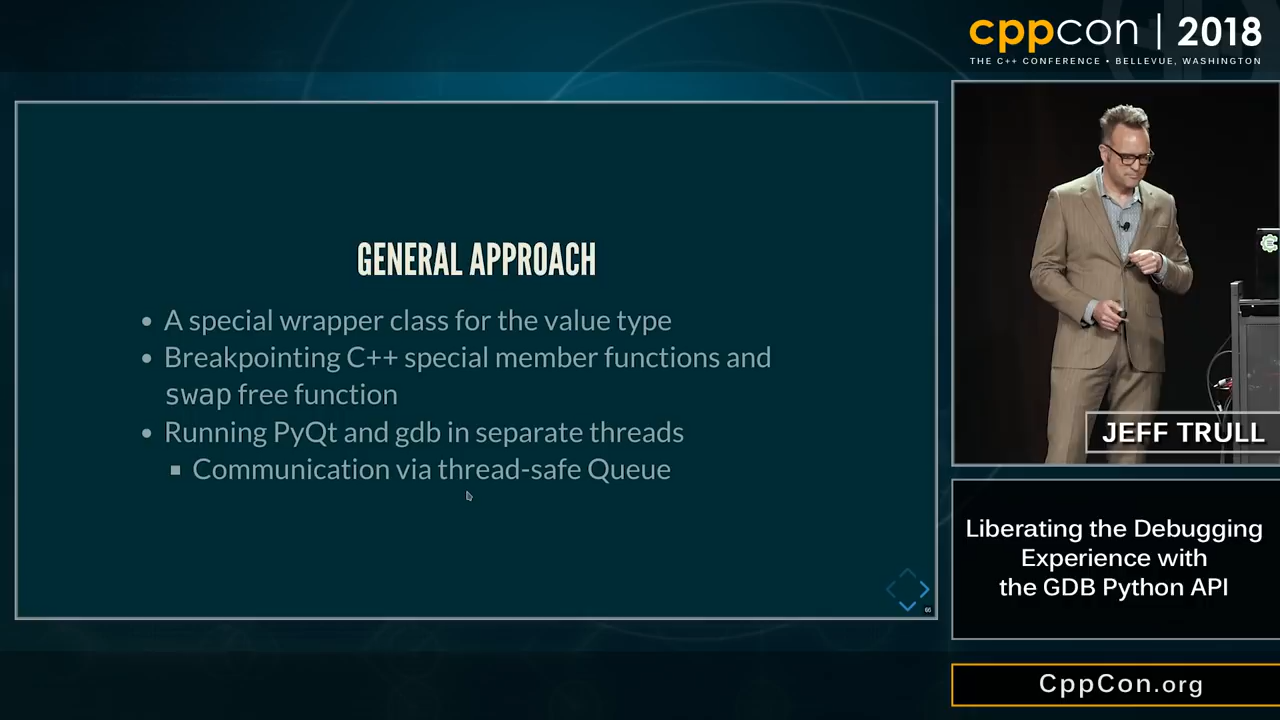 cppcon | 2018
THE C++ CONFERENCE • BELLEVUE, WASHINGTON
GENERAL APPROACH
• A special wrapper class for the value type
• Breakpointing C++ special member functions and
swap free function
• Running PyQt and gdb in separate threads
▪ Communication via thread-safe Queue
66
JEFF TRULL
Liberating the Debugging
Experience with
the GDB Python API
CppCon.org